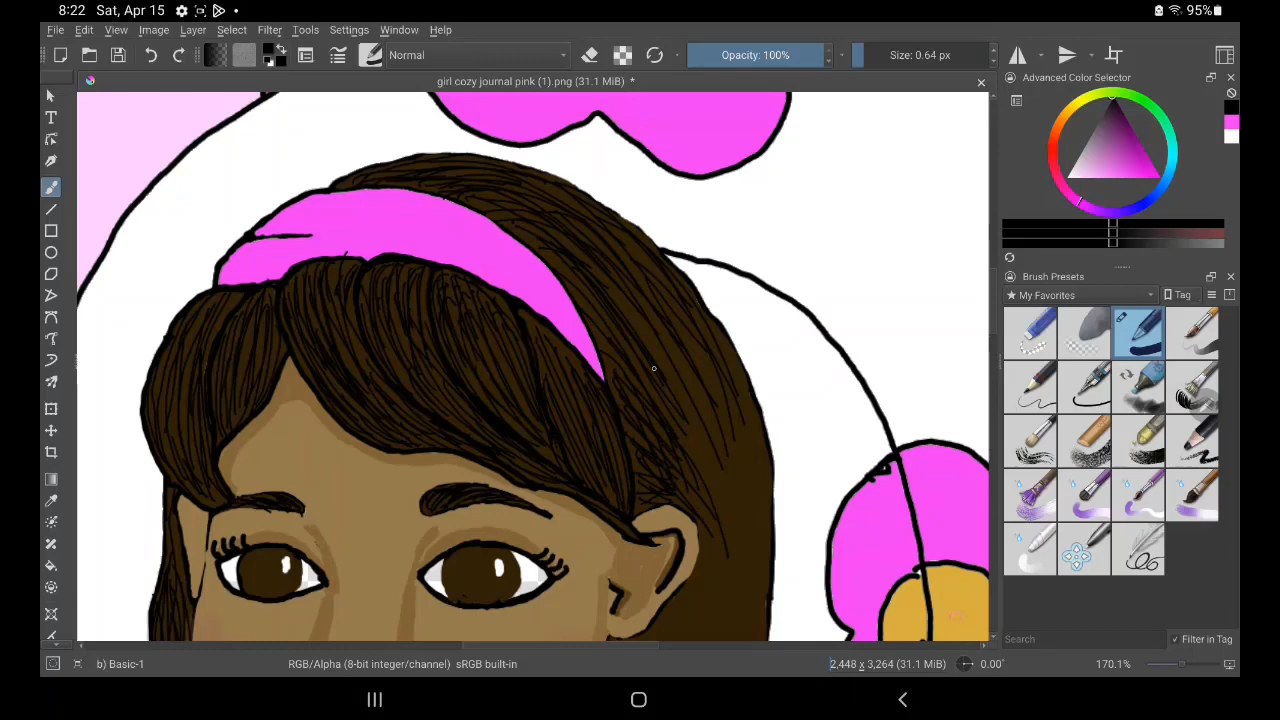 8:22 Sat, Apr 15 95%
File Edit View Image Layer Select Filter Tools Settings Window Help
Normal Opacity: 100% Size: 0.64 px
girl cozy journal pink (1).png (31.1 MiB) *
Advanced Color Selector
Brush Presets
My Favorites Tag
Search Filter in Tag
b) Basic-1 RGB/Alpha (8-bit integer/channel) sRGB built-in 2,448 x 3,264 (31.1 MiB) 0.00° 170.1%